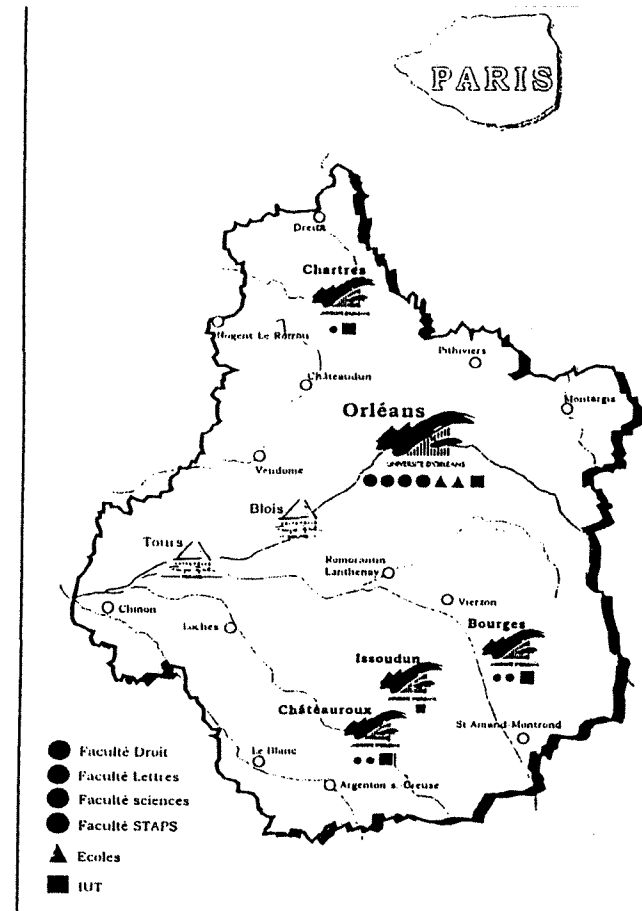 PARIS
Dreux
Chartres
Nogent Le Rotrou
Pithiviers
Châteaudun
Montargis
Orléans
UNIVERSITE D'ORLÉANS
Vendome
Blois
Tours
Romorantin
Lanthenay
Chinon
Vierzon
Loches
Bourges
Issoudun
Châteauroux
St Amand-Montrond
Le Blanc
Argenton s. Creuse
Faculté Droit
Faculté Lettres
Faculté sciences
Faculté STAPS
Ecoles
IUT